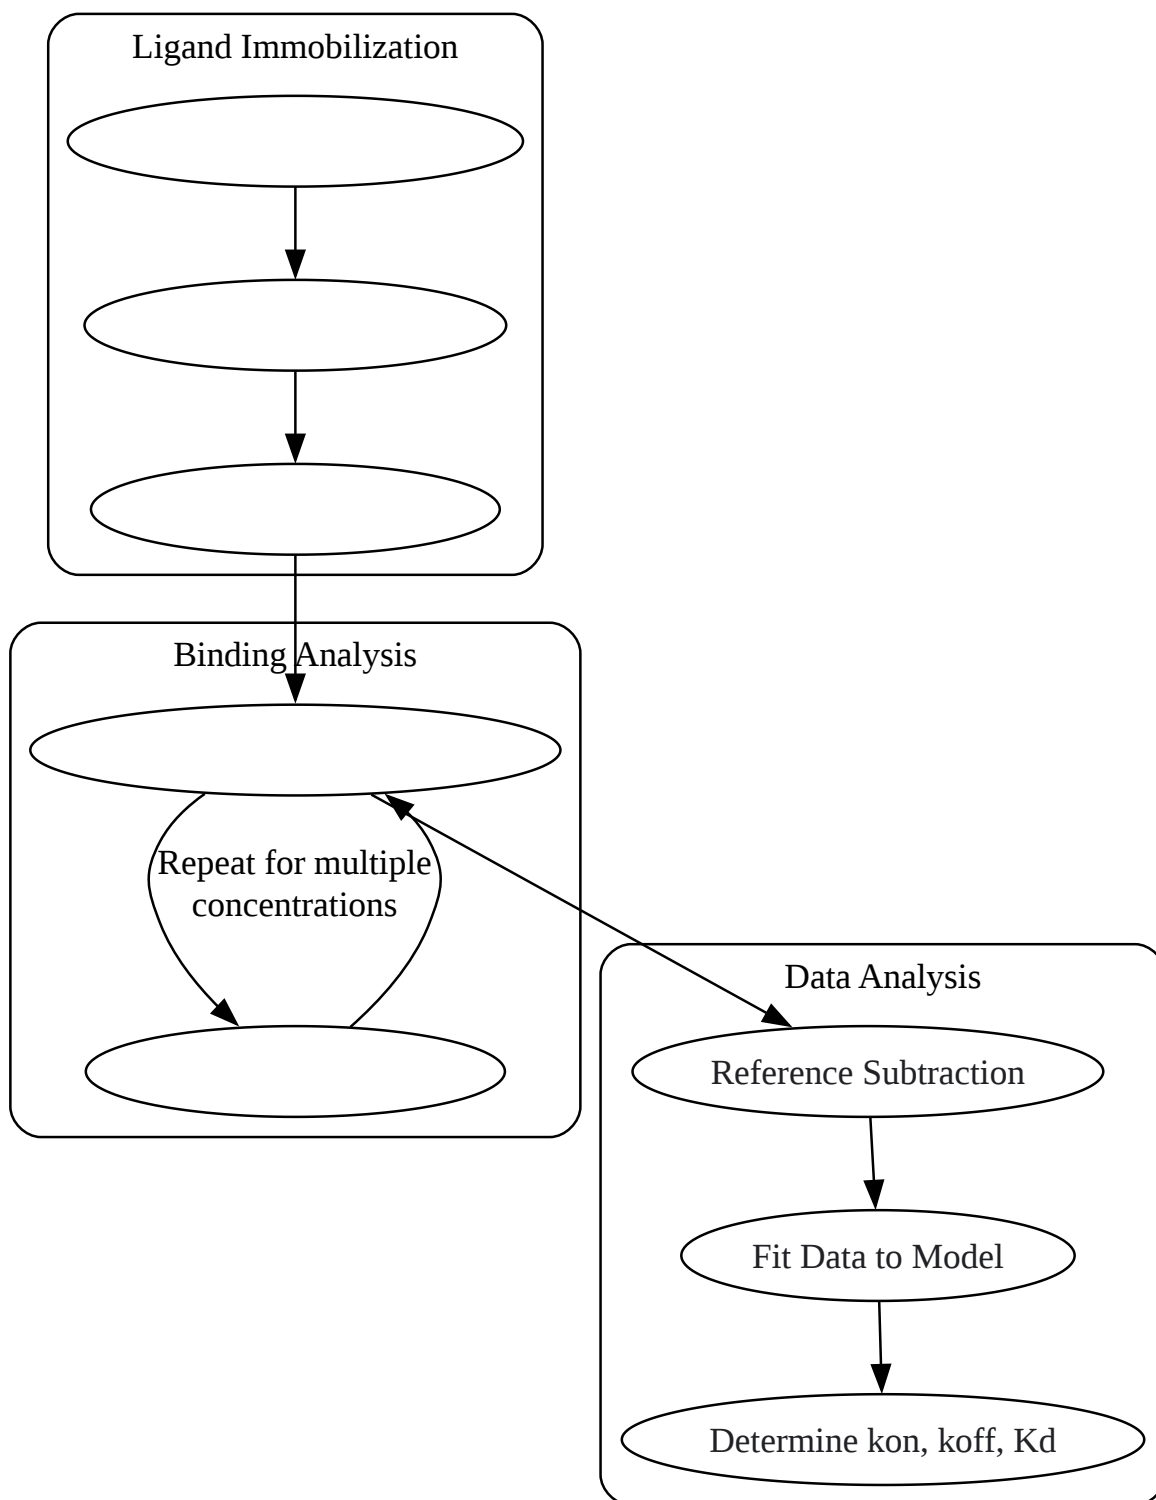 Ligand Immobilization
Binding Analysis
Repeat for multiple
concentrations
Data Analysis
Reference Subtraction
Fit Data to Model
Determine kon, koff, Kd